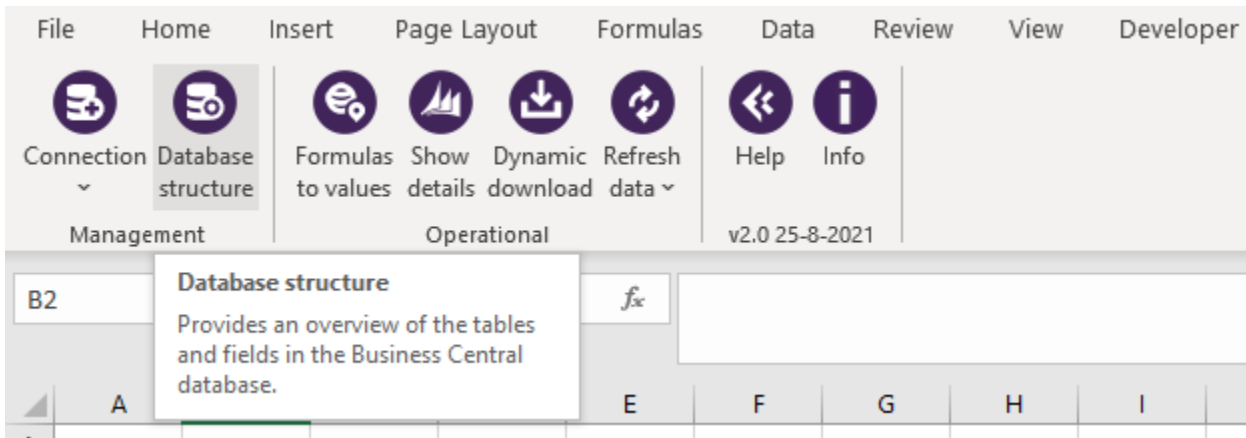 File Home Insert Page Layout Formulas Data Review View Developer
Connection Database Formulas Show Dynamic Refresh Help Info
structure to values details download data
Management Operational v2.0 25-8-2021
B2 fx
Database structure
Provides an overview of the tables
and fields in the Business Central
database.
A E F G H I